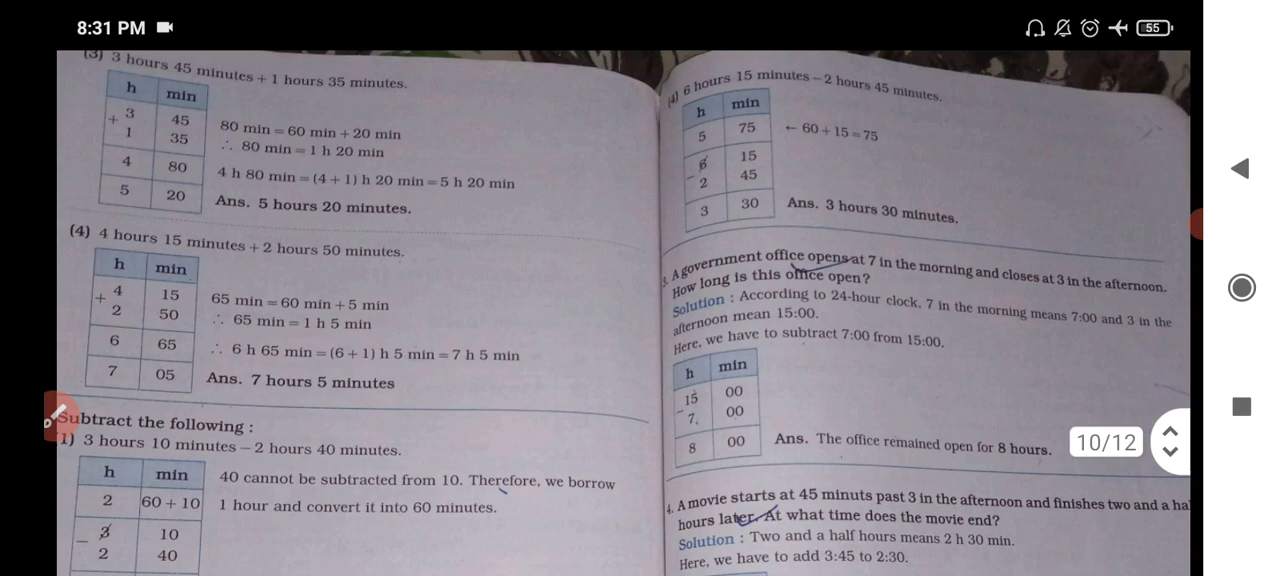 8:31 PM
55
(3) 3 hours 45 minutes + 1 hours 35 minutes.
h min
+ 3 45
1 35
4 80
5 20
80 min = 60 min + 20 min
∴ 80 min = 1 h 20 min
4 h 80 min = (4 + 1) h 20 min = 5 h 20 min
Ans. 5 hours 20 minutes.
(4) 4 hours 15 minutes + 2 hours 50 minutes.
h min
+ 4 15
2 50
6 65
7 05
65 min = 60 min + 5 min
∴ 65 min = 1 h 5 min
∴ 6 h 65 min = (6 + 1) h 5 min = 7 h 5 min
Ans. 7 hours 5 minutes
Subtract the following :
1) 3 hours 10 minutes – 2 hours 40 minutes.
h min
2 60 + 10
– 3 10
2 40
40 cannot be subtracted from 10. Therefore, we borrow
1 hour and convert it into 60 minutes.
(4) 6 hours 15 minutes – 2 hours 45 minutes.
h min
5 75
– 6 15
2 45
3 30
← 60 + 15 = 75
Ans. 3 hours 30 minutes.
3. A government office opens at 7 in the morning and closes at 3 in the afternoon.
How long is this office open?
Solution : According to 24-hour clock, 7 in the morning means 7:00 and 3 in the
afternoon mean 15:00.
Here, we have to subtract 7:00 from 15:00.
h min
15 00
– 7. 00
8 00
Ans. The office remained open for 8 hours.
10/12
4. A movie starts at 45 minuts past 3 in the afternoon and finishes two and a ha
hours later. At what time does the movie end?
Solution : Two and a half hours means 2 h 30 min.
Here, we have to add 3:45 to 2:30.